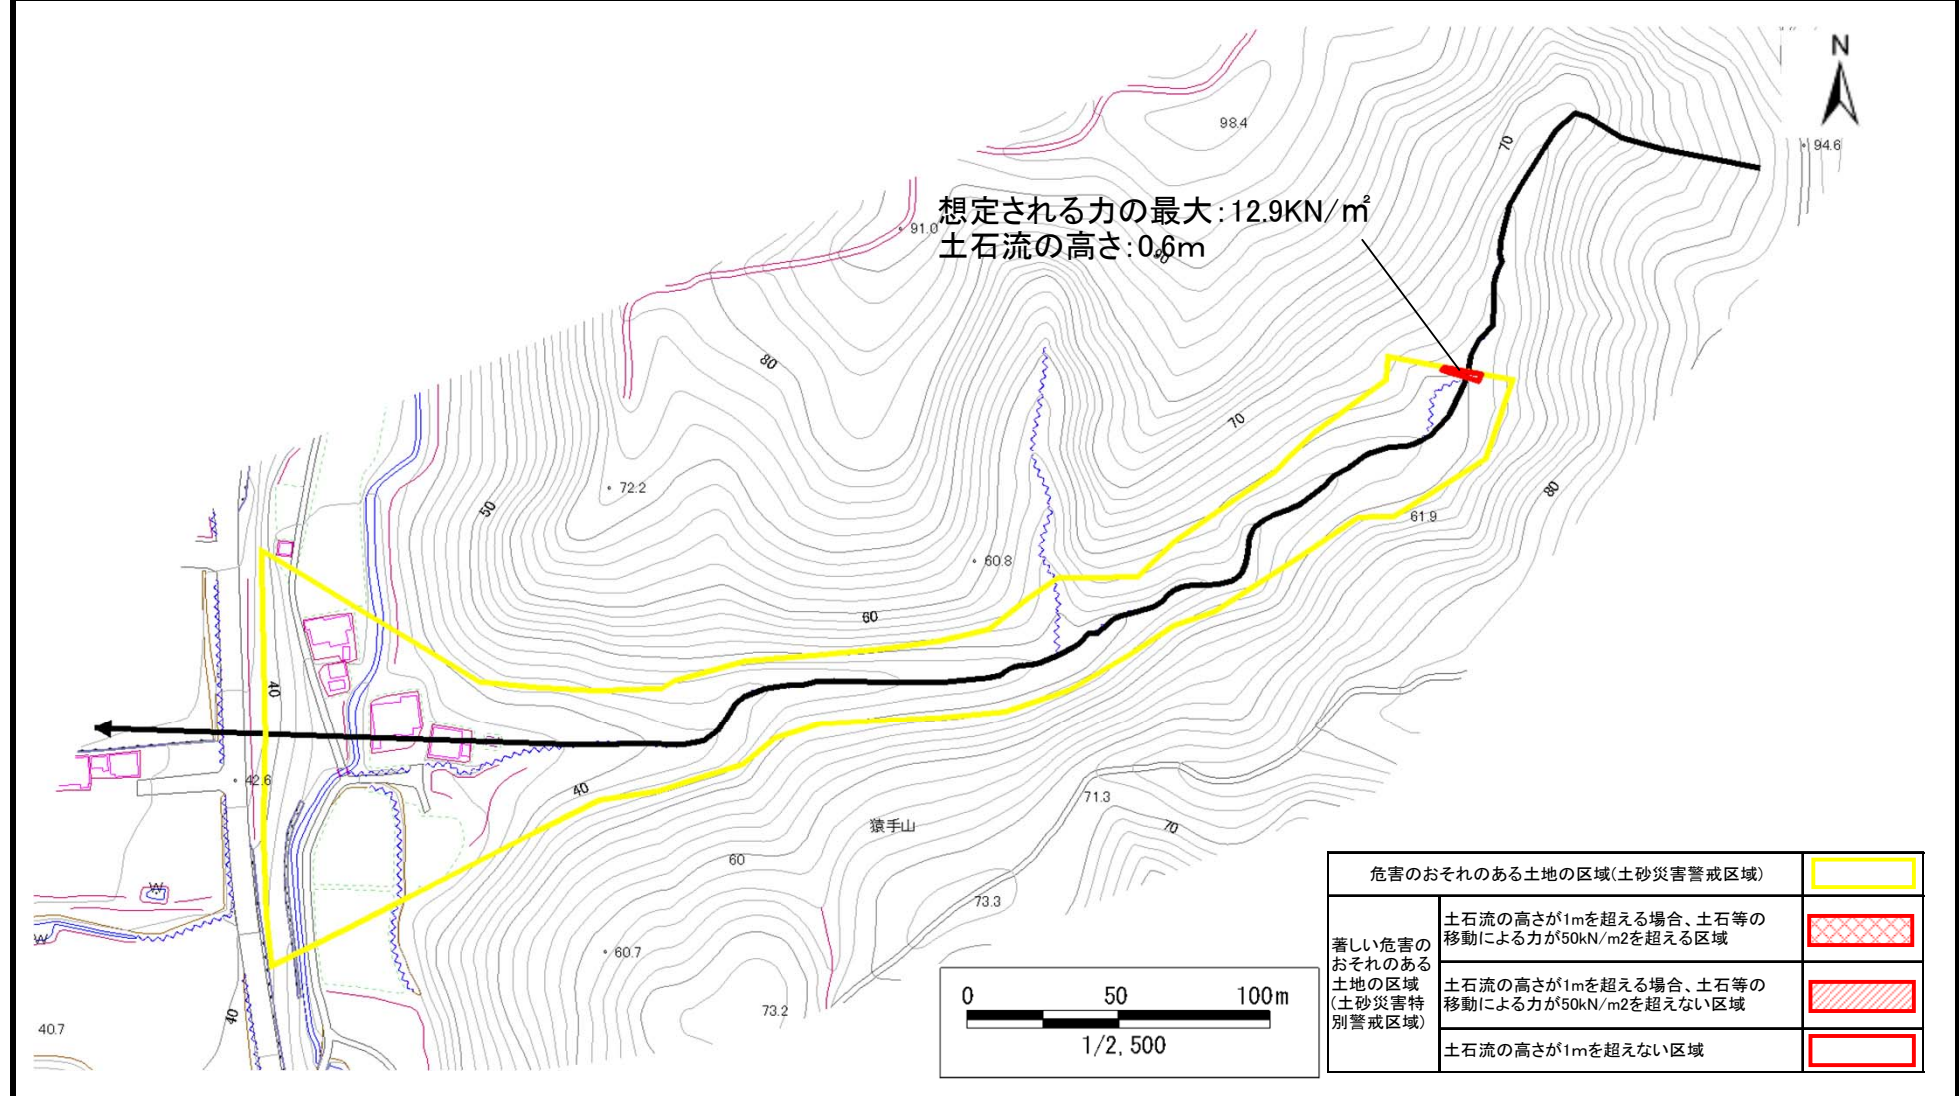 N
98.4
70
94.6
想定される力の最大:12.9KN/㎡
91.0
土石流の高さ:0.6m
90
80
70
72.2
50
80
61.9
60.8
60
40
42.6
40
71.3
猿手山
70
60
W
73.3
W
60.7
73.2
40
40.7
0 50 100m
1/2,500
危害のおそれのある土地の区域(土砂災害警戒区域)
著しい危害の
おそれのある
土地の区域
(土砂災害特
別警戒区域)
土石流の高さが1mを超える場合、土石等の
移動による力が50kN/m2を超える区域
土石流の高さが1mを超える場合、土石等の
移動による力が50kN/m2を超えない区域
土石流の高さが1mを超えない区域